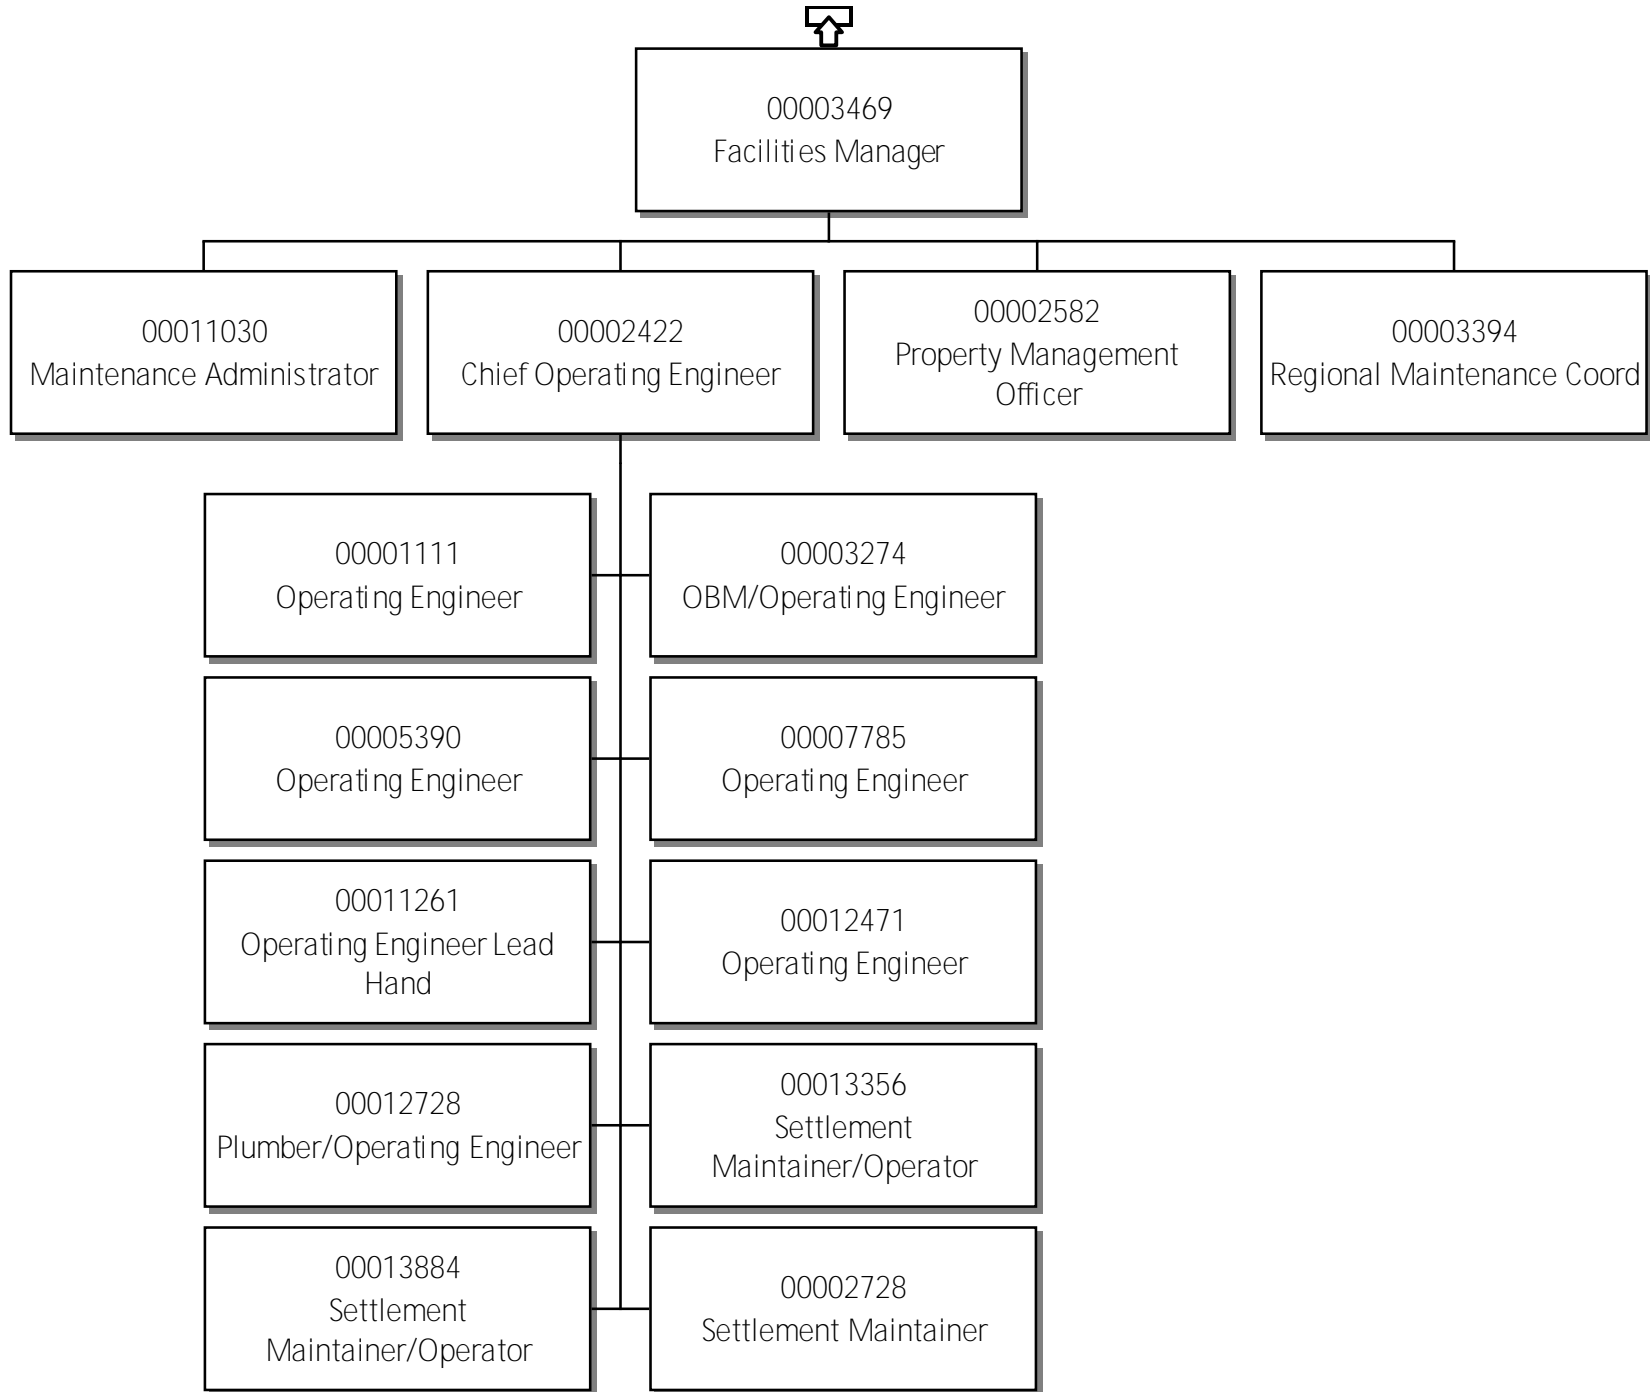 00003469
Facilities Manager
00011030
Maintenance Administrator
00002422
Chief Operating Engineer
00002582
Property Management
Officer
00003394
Regional Maintenance Coord
00001111
Operating Engineer
00003274
OBM/Operating Engineer
00005390
Operating Engineer
00007785
Operating Engineer
00011261
Operating Engineer Lead
Hand
00012471
Operating Engineer
00012728
Plumber/Operating Engineer
00013356
Settlement
Maintainer/Operator
00013884
Settlement
Maintainer/Operator
00002728
Settlement Maintainer